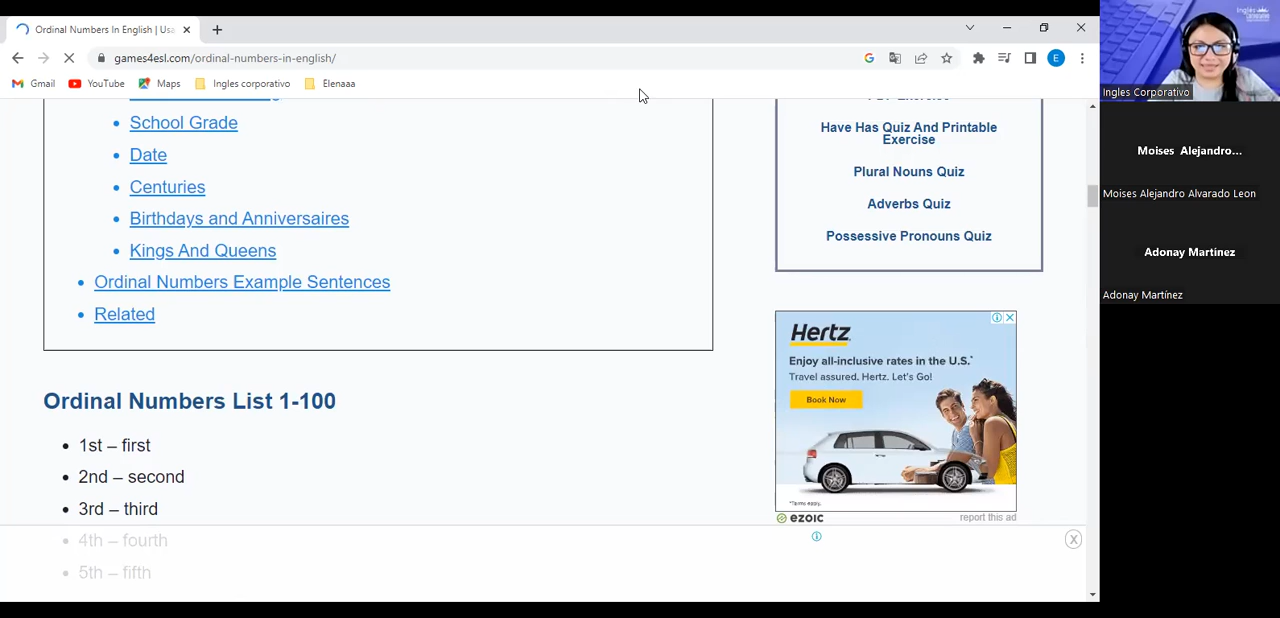 Ordinal Numbers In English | Usa
games4esl.com/ordinal-numbers-in-english/
E
Gmail
YouTube
Maps
Ingles corporativo
Elenaaa
School Grade
Date
Centuries
Birthdays and Anniversaires
Kings And Queens
Ordinal Numbers Example Sentences
Related
Ordinal Numbers List 1-100
1st – first
2nd – second
3rd – third
4th – fourth
5th – fifth
Have Has Quiz And Printable
Exercise
Plural Nouns Quiz
Adverbs Quiz
Possessive Pronouns Quiz
Hertz
Enjoy all-inclusive rates in the U.S.*
Travel assured. Hertz. Let's Go!
Book Now
*Terms apply.
ezoic
report this ad
Ingles Corporativo
Moises Alejandro...
Moises Alejandro Alvarado Leon
Adonay Martinez
Adonay Martínez